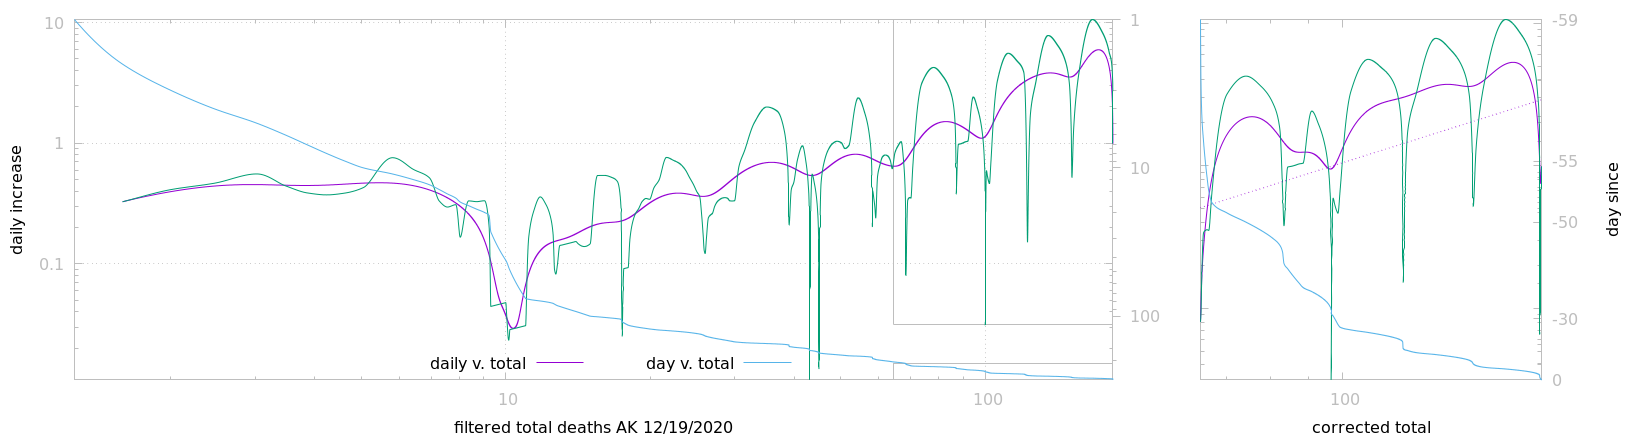 10
1
0.1
daily increase
daily v. total
day v. total
10
100
filtered total deaths AK 12/19/2020
1
10
100
100
corrected total
-59
-55
-50
-30
0
day since